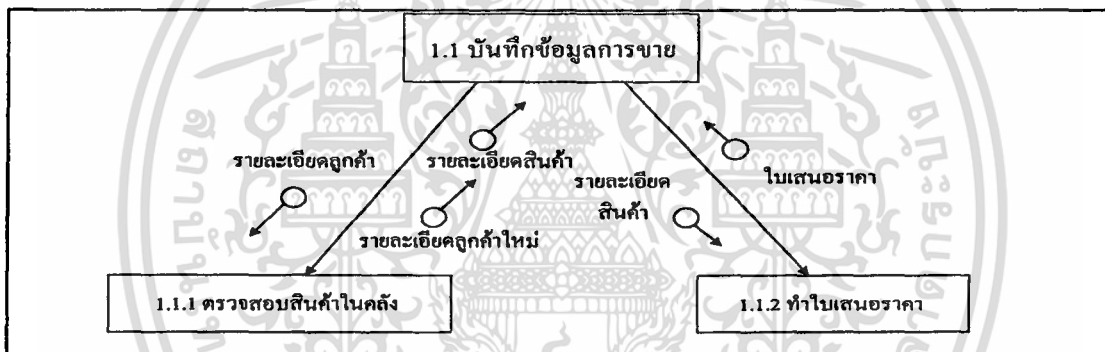 1.1 บันทึกข้อมูลการขาย
รายละเอียดลูกค้า
รายละเอียดสินค้า
ใบเสนอราคา
รายละเอียด
สินค้า
รายละเอียดลูกค้าใหม่
1.1.1 ตรวจสอบสินค้าในคลัง
1.1.2 ทำใบเสนอราคา